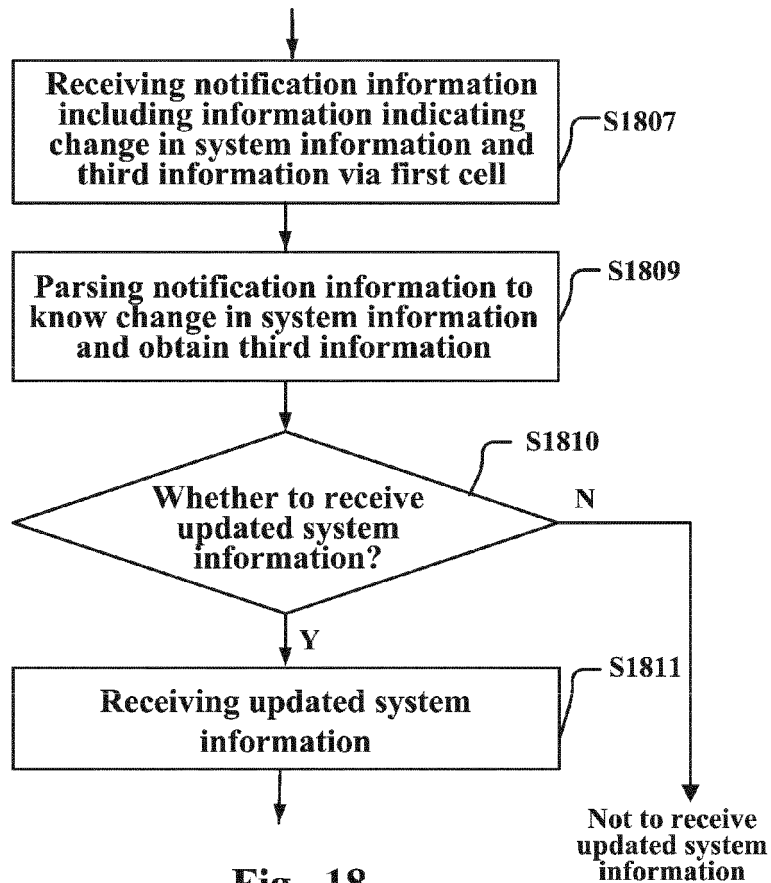 Receiving notification information
including information indicating
change in system information and
third information via first cell
S1807
Parsing notification information to
know change in system information
and obtain third information
S1809
S1810
Whether to receive
updated system
information?
N
Y
Receiving updated system
information
S1811
Not to receive
updated system
information
Fig. 18